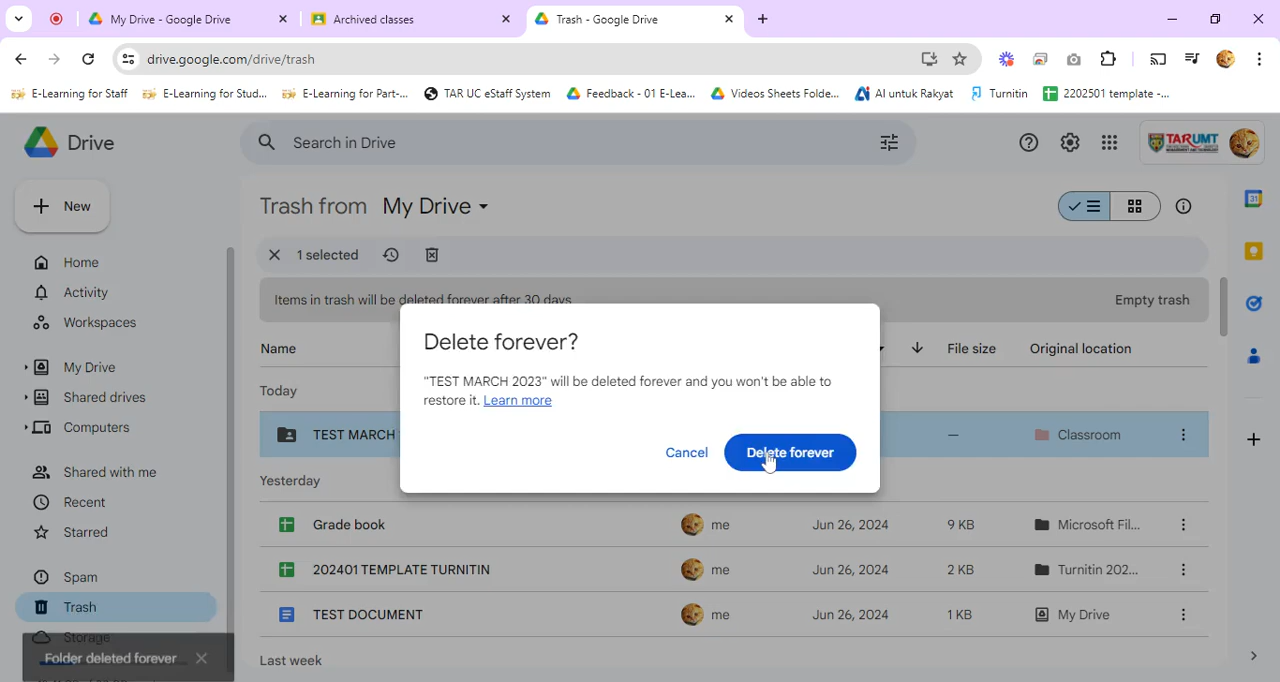 My Drive - Google Drive
Archived classes
Trash - Google Drive
drive.google.com/drive/trash
E-Learning for Staff
E-Learning for Stud...
E-Learning for Part-...
TAR UC eStaff System
Feedback - 01 E-Lea...
Videos Sheets Folde...
AI untuk Rakyat
Turnitin
2202501 template -...
Drive
Search in Drive
TARUMT
New
Trash from My Drive
1 selected
Home
Activity
Workspaces
My Drive
Shared drives
Computers
Shared with me
Recent
Starred
Spam
Trash
Storage
Folder deleted forever
Items in trash will be deleted forever after 30 days
Empty trash
Name
File size
Original location
Today
TEST MARCH
—
Classroom
Yesterday
Grade book
me
Jun 26, 2024
9 KB
Microsoft Fil...
202401 TEMPLATE TURNITIN
me
Jun 26, 2024
2 KB
Turnitin 202...
TEST DOCUMENT
me
Jun 26, 2024
1 KB
My Drive
Last week
Delete forever?
"TEST MARCH 2023" will be deleted forever and you won't be able to
restore it. Learn more
Cancel
Delete forever
31